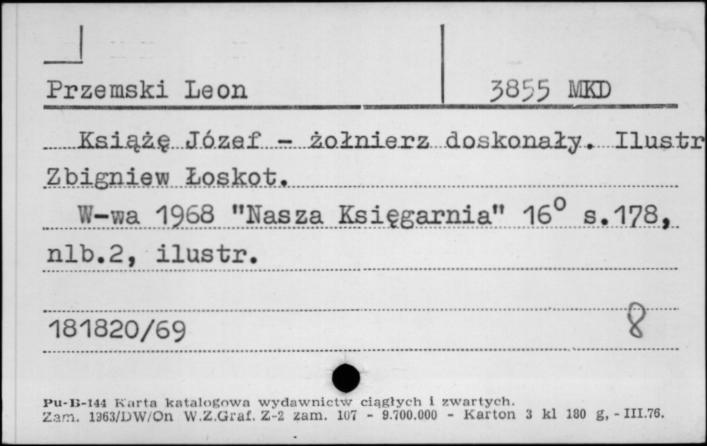 Przemski Leon 3855 MKD
Książę Józef - żołnierz doskonały. Ilustr
Zbigniew Łoskot.
W-wa 1968 "Nasza Księgarnia" 16° s.178,
nlb.2, ilustr.
181820/69 8
Pu-B-144 Karta katalogowa wydawnictw ciągłych i zwartych.
Zam. 1363/DW/On W.Z.Graf. Z-2 zam. 107 - 9.700.000 - Karton 3 kl 180 g, - III.76.